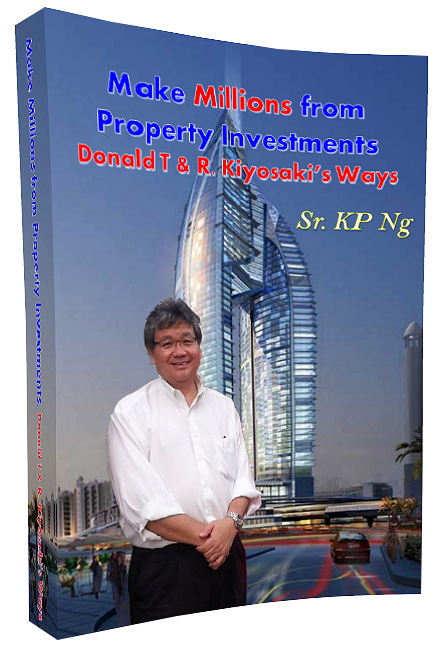 Make Millions from
Property Investments
Donald T & R. Kiyosaki's Ways
Sr. KP Ng
Make Millions from Property Investments Donald T & R. Kiyosaki's Ways